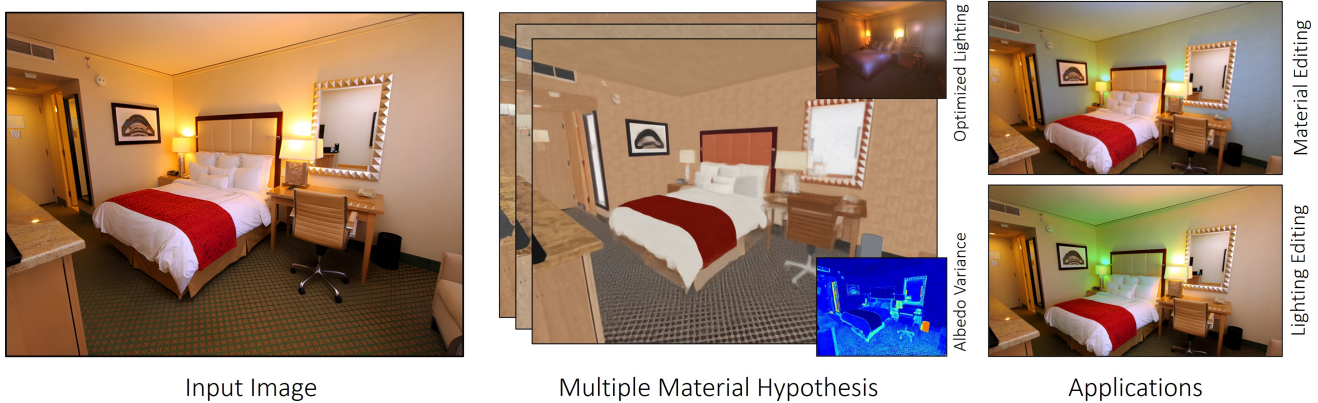 Optimized Lighting
Albedo Variance
Material Editing
Lighting Editing
Input Image
Multiple Material Hypothesis
Applications